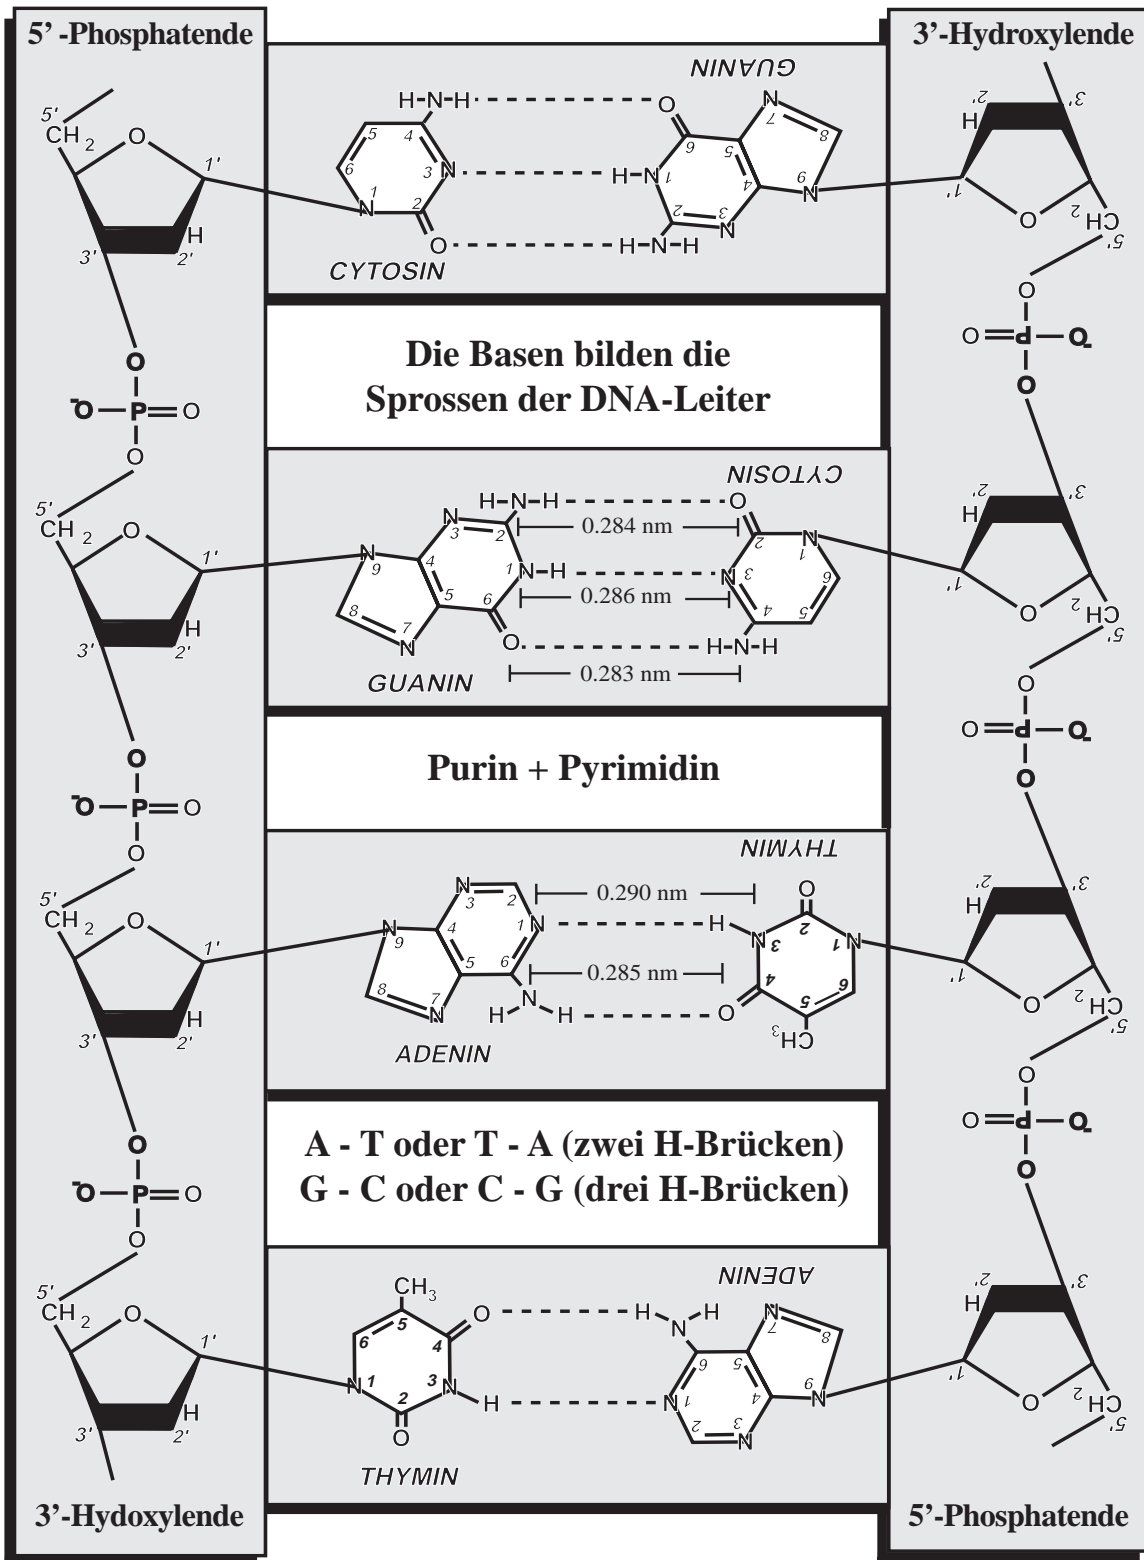 5’ -Phosphatende
3’-Hydroxylende
GUANIN
CYTOSIN
Die Basen bilden die
Sprossen der DNA-Leiter
CYTOSIN
0.284 nm
0.286 nm
0.283 nm
GUANIN
Purin + Pyrimidin
THYMIN
0.290 nm
0.285 nm
ADENIN
A - T oder T - A (zwei H-Brücken)
G - C oder C - G (drei H-Brücken)
ADENIN
THYMIN
3’-Hydoxylende
5’-Phosphatende